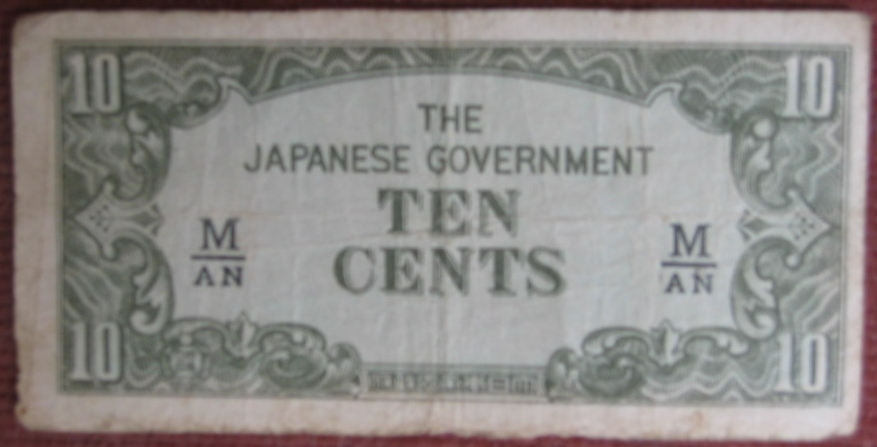 10 10
THE
JAPANESE GOVERNMENT
TEN
M M
AN AN
CENTS
10 10